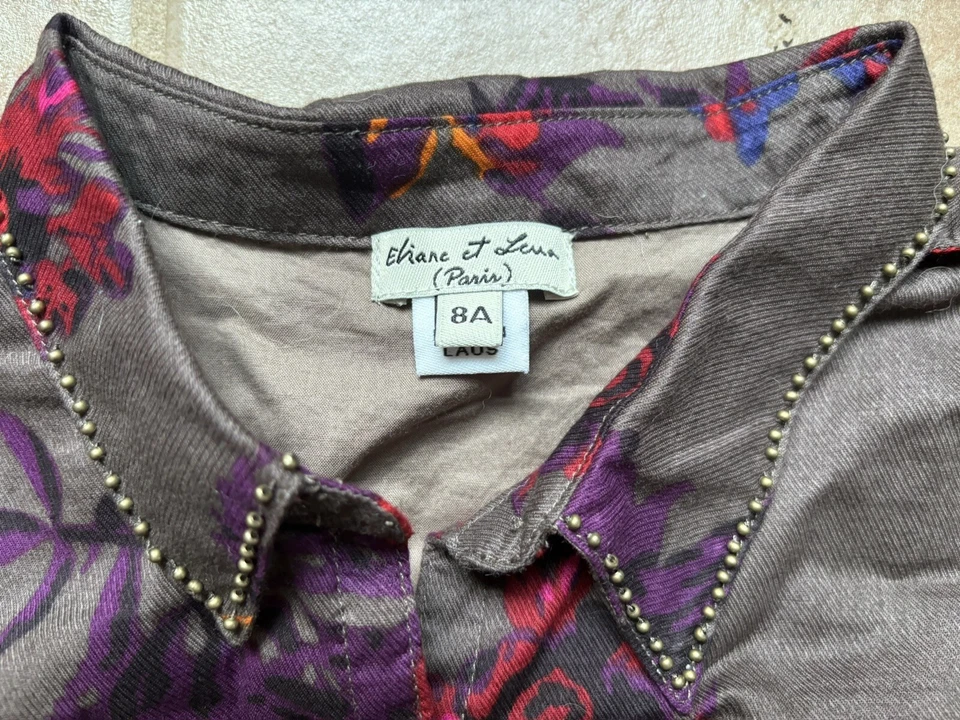 Eliane et Lena
(Paris)
8A
LAOS